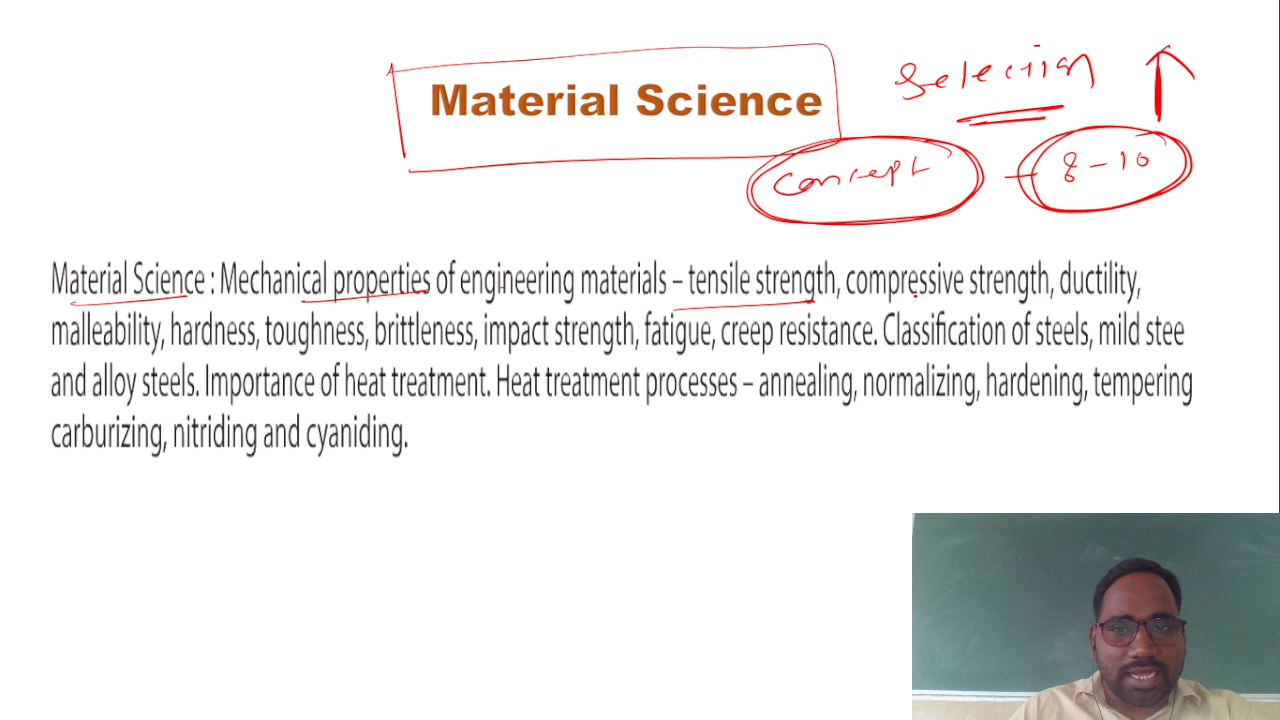 Material Science
Selection
concept - 8-10
Material Science : Mechanical properties of engineering materials – tensile strength, compressive strength, ductility,
malleability, hardness, toughness, brittleness, impact strength, fatigue, creep resistance. Classification of steels, mild stee
and alloy steels. Importance of heat treatment. Heat treatment processes – annealing, normalizing, hardening, tempering
carburizing, nitriding and cyaniding.